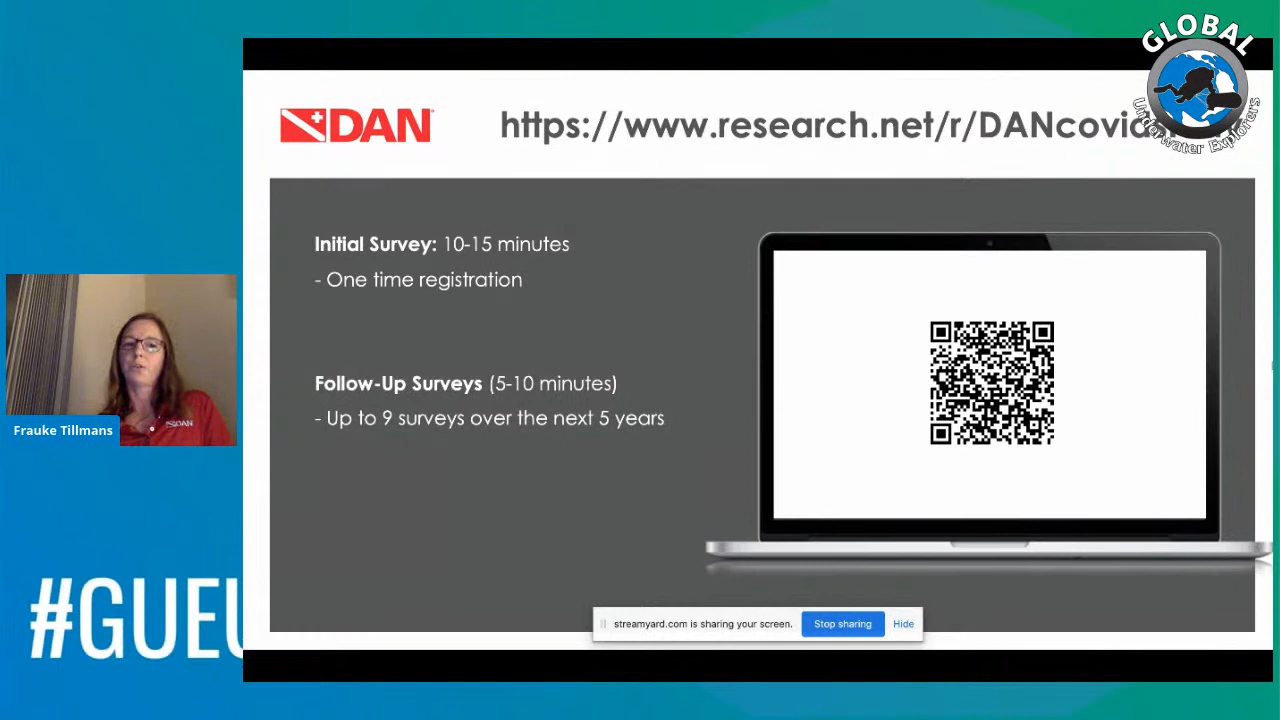 GLOBAL
Underwater Explorers
DAN
https://www.research.net/r/DANcovid
Initial Survey: 10-15 minutes
- One time registration
Follow-Up Surveys (5-10 minutes)
- Up to 9 surveys over the next 5 years
DAN
Frauke Tillmans
#GUEU
streamyard.com is sharing your screen.
Stop sharing
Hide